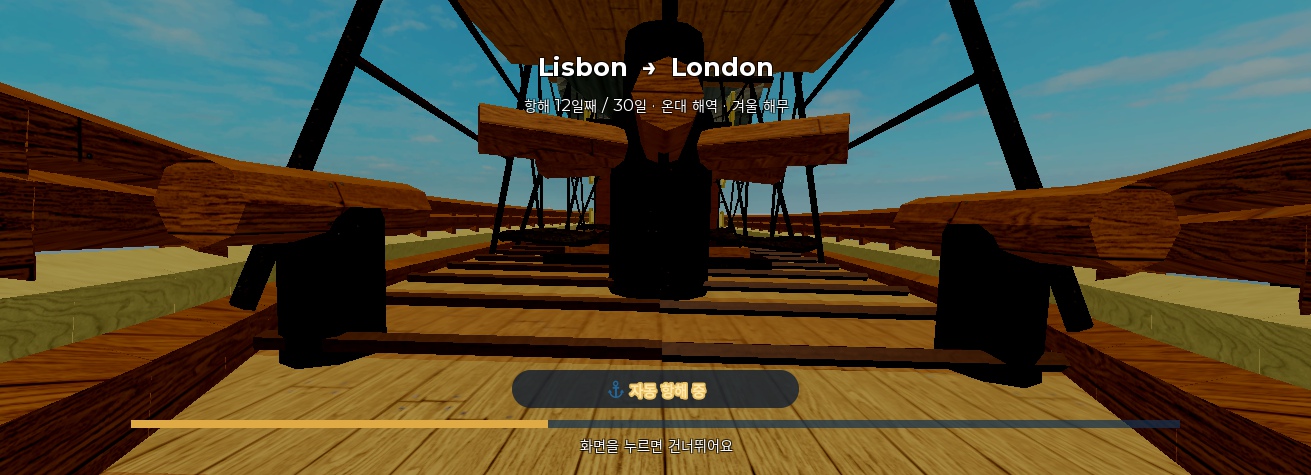 Lisbon → London
항해 12일째 / 30일 · 온대 해역 · 겨울 해무
⚓ 자동 항해 중
화면을 누르면 건너뛰어요